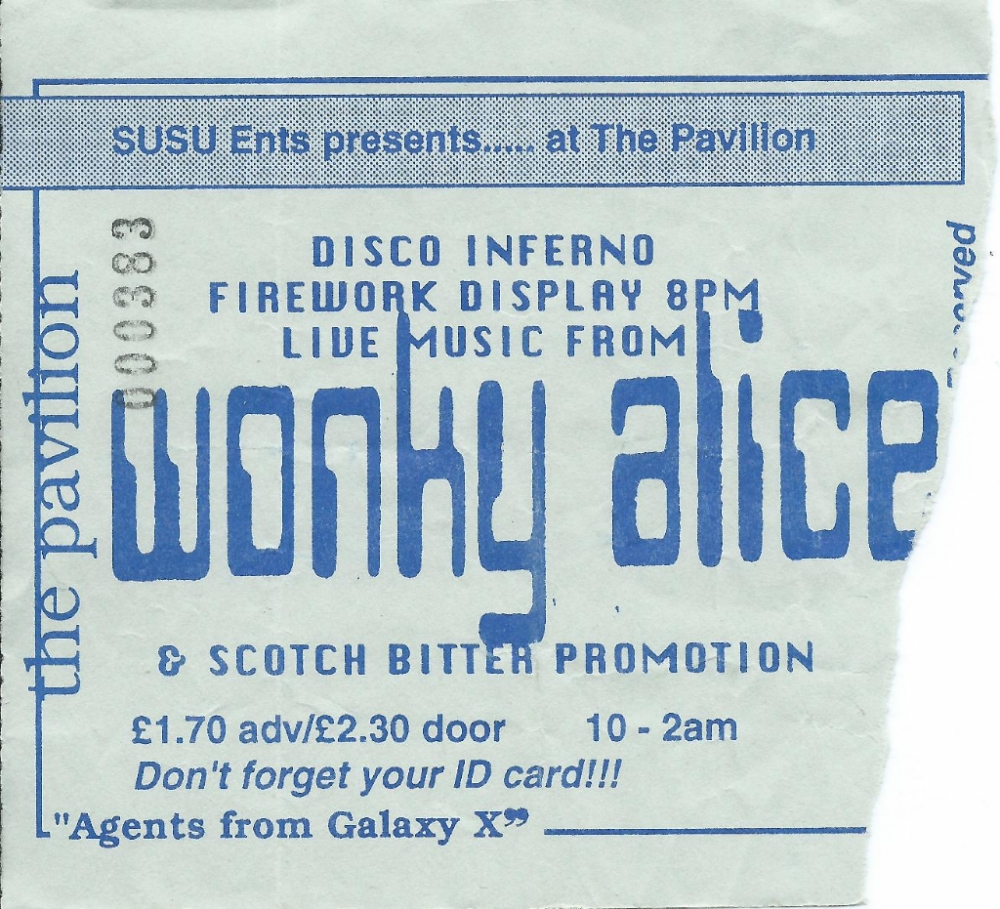 SUSU Ents presents..... at The Pavilion
000383
the pavilion
DISCO INFERNO
FIREWORK DISPLAY 8PM
LIVE MUSIC FROM
wonky alice
& SCOTCH BITTER PROMOTION
£1.70 adv/£2.30 door 10 - 2am
Don't forget your ID card!!!
"Agents from Galaxy X”